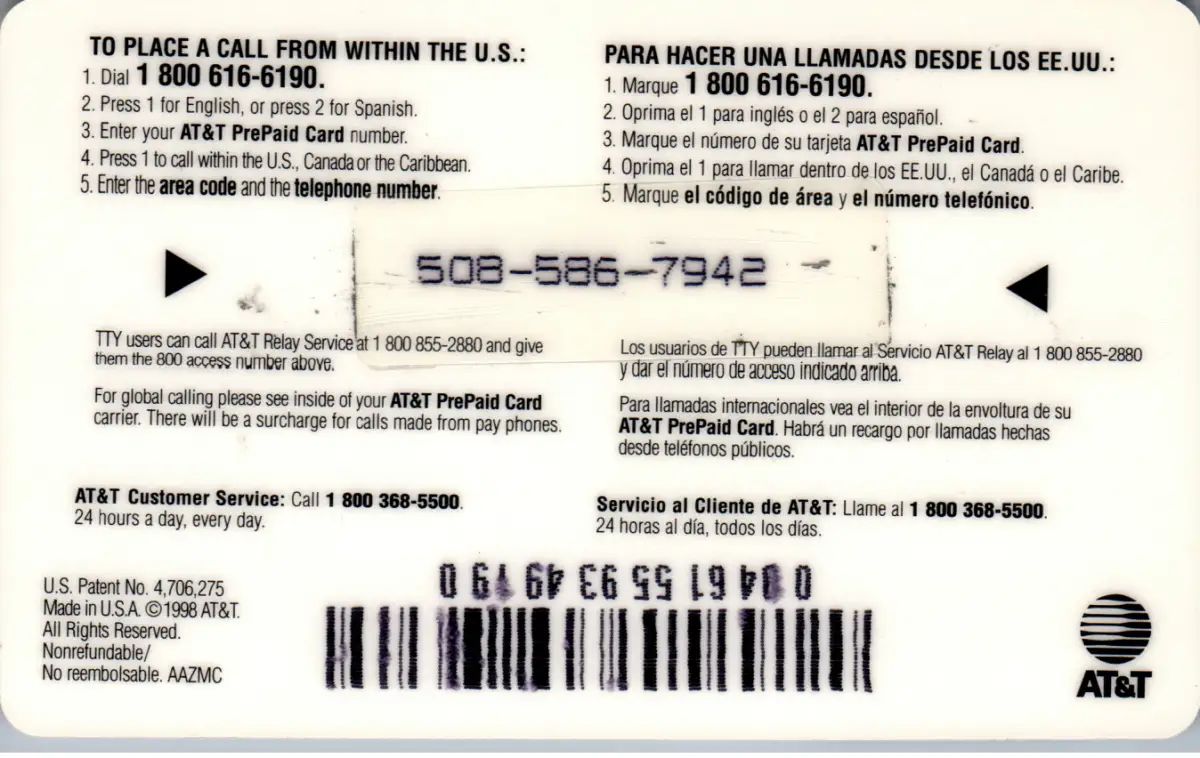 TO PLACE A CALL FROM WITHIN THE U.S.:
1. Dial 1 800 616-6190.
2. Press 1 for English, or press 2 for Spanish.
3. Enter your AT&T PrePaid Card number.
4. Press 1 to call within the U.S., Canada or the Caribbean.
5. Enter the area code and the telephone number.
PARA HACER UNA LLAMADAS DESDE LOS EE.UU.:
1. Marque 1 800 616-6190.
2. Oprima el 1 para inglés o el 2 para español.
3. Marque el número de su tarjeta AT&T PrePaid Card.
4. Oprima el 1 para llamar dentro de los EE.UU., el Canadá o el Caribe.
5. Marque el código de área y el número telefónico.
508-586-7942
TTY users can call AT&T Relay Service at 1 800 855-2880 and give
them the 800 access number above.
For global calling please see inside of your AT&T PrePaid Card
carrier. There will be a surcharge for calls made from pay phones.
Los usuarios de TTY pueden llamar al Servicio AT&T Relay al 1 800 855-2880
y dar el número de acceso indicado arriba.
Para llamadas internacionales vea el interior de la envoltura de su
AT&T PrePaid Card. Habrá un recargo por llamadas hechas
desde teléfonos públicos.
AT&T Customer Service: Call 1 800 368-5500.
24 hours a day, every day.
Servicio al Cliente de AT&T: Llame al 1 800 368-5500.
24 horas al día, todos los días.
U.S. Patent No. 4,706,275
Made in U.S.A. ©1998 AT&T.
All Rights Reserved.
Nonrefundable/
No reembolsable. AAZMC
AT&T